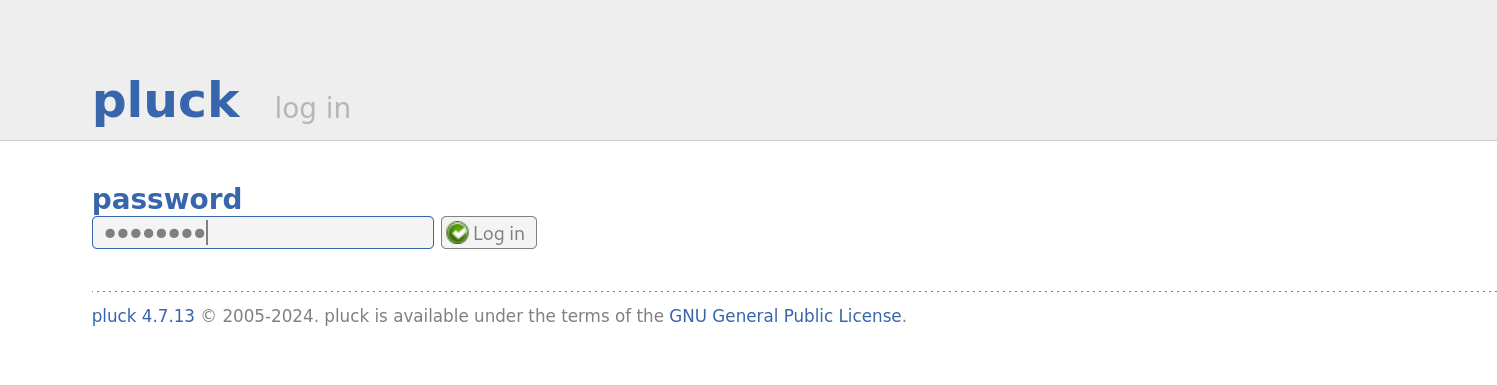 pluck log in
password
●●●●●●●● Log in
pluck 4.7.13 © 2005-2024. pluck is available under the terms of the GNU General Public License.